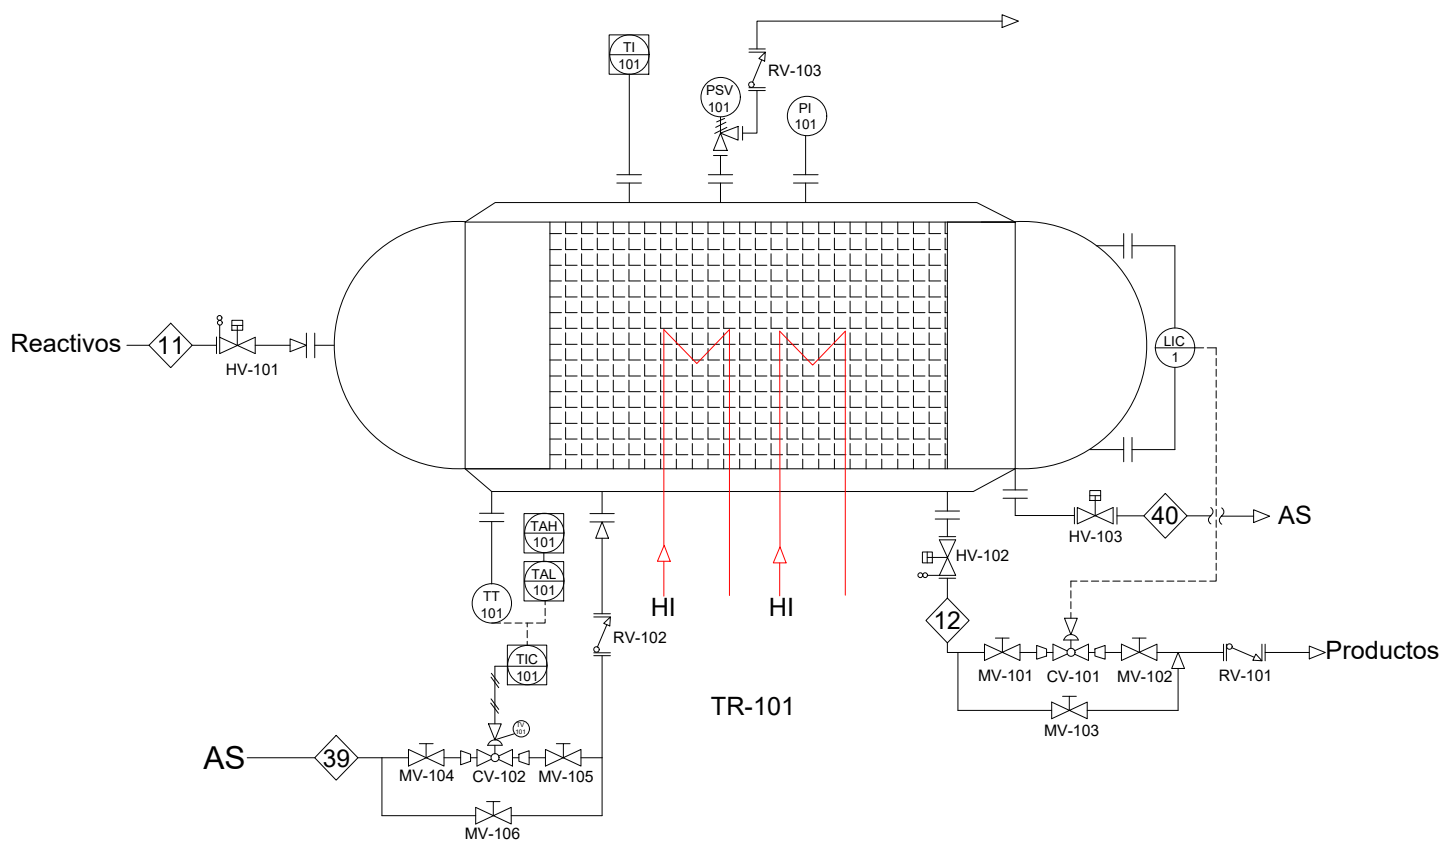 TI
101
RV-103
PSV
101
PI
101
Reactivos
11
HV-101
LIC
1
TAH
101
40
AS
HV-103
HV-102
TAL
101
TT
101
HI
HI
12
RV-102
TIC
101
Productos
MV-101
CV-101
MV-102
RV-101
TR-101
MV-103
TV
101
AS
39
MV-104
CV-102
MV-105
MV-106